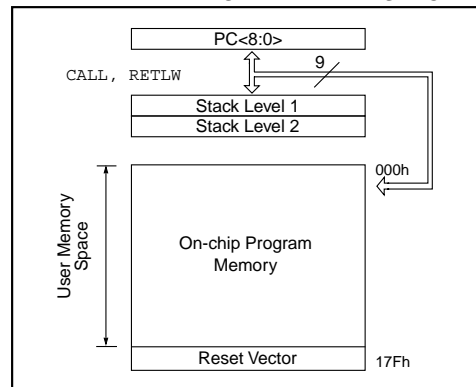 PC<8:0>
9
CALL, RETLW
Stack Level 1
Stack Level 2
000h
User Memory
Space
On-chip Program
Memory
Reset Vector
17Fh